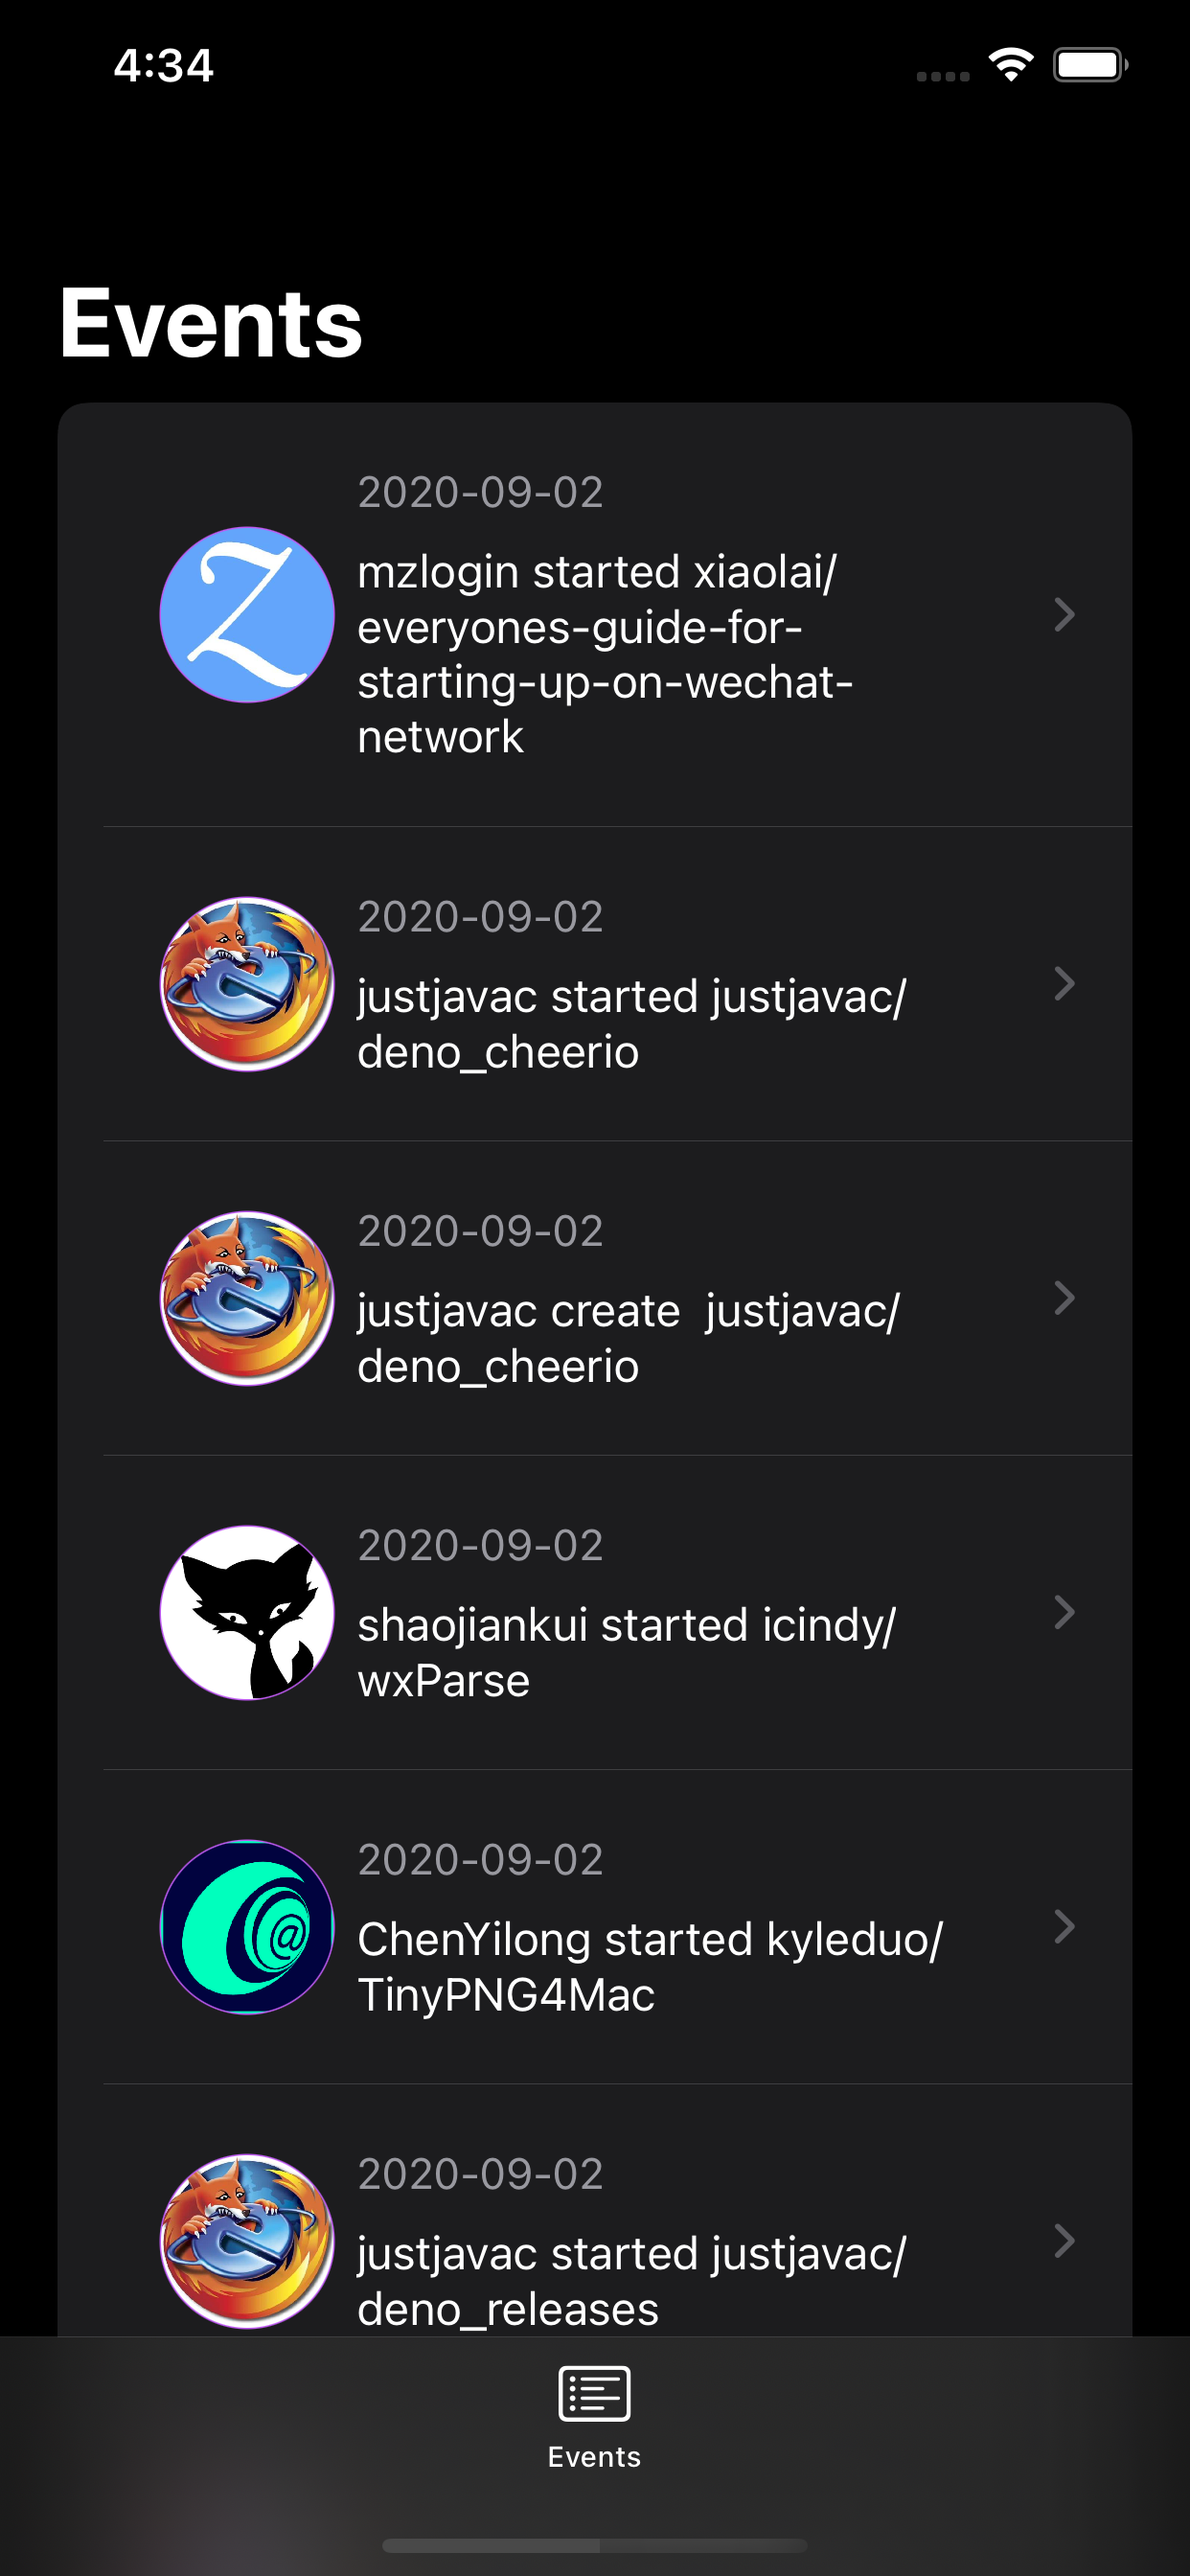 4:34
Events
2020-09-02
mzlogin started xiaolai/
everyones-guide-for-
starting-up-on-wechat-
network
2020-09-02
justjavac started justjavac/
deno_cheerio
2020-09-02
justjavac create  justjavac/
deno_cheerio
2020-09-02
shaojiankui started icindy/
wxParse
2020-09-02
ChenYilong started kyleduo/
TinyPNG4Mac
2020-09-02
justjavac started justjavac/
deno_releases
Events